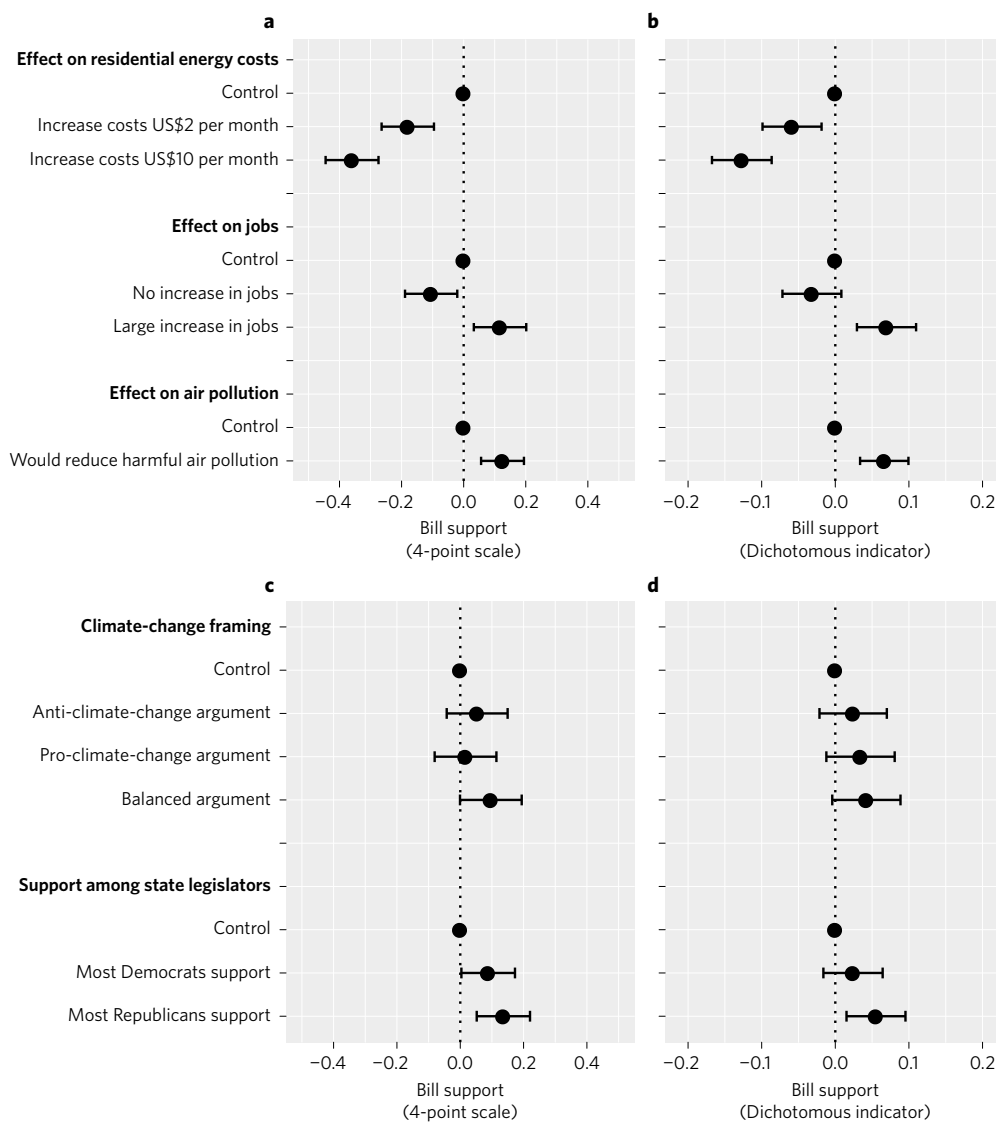 a
b
Effect on residential energy costs
Control
Increase costs US$2 per month
Increase costs US$10 per month
Effect on jobs
Control
No increase in jobs
Large increase in jobs
Effect on air pollution
Control
Would reduce harmful air pollution
−0.4 −0.2 0.0 0.2 0.4
Bill support
(4-point scale)
−0.2 −0.1 0.0 0.1 0.2
Bill support
(Dichotomous indicator)
c
d
Climate-change framing
Control
Anti-climate-change argument
Pro-climate-change argument
Balanced argument
Support among state legislators
Control
Most Democrats support
Most Republicans support
−0.4 −0.2 0.0 0.2 0.4
Bill support
(4-point scale)
−0.2 −0.1 0.0 0.1 0.2
Bill support
(Dichotomous indicator)